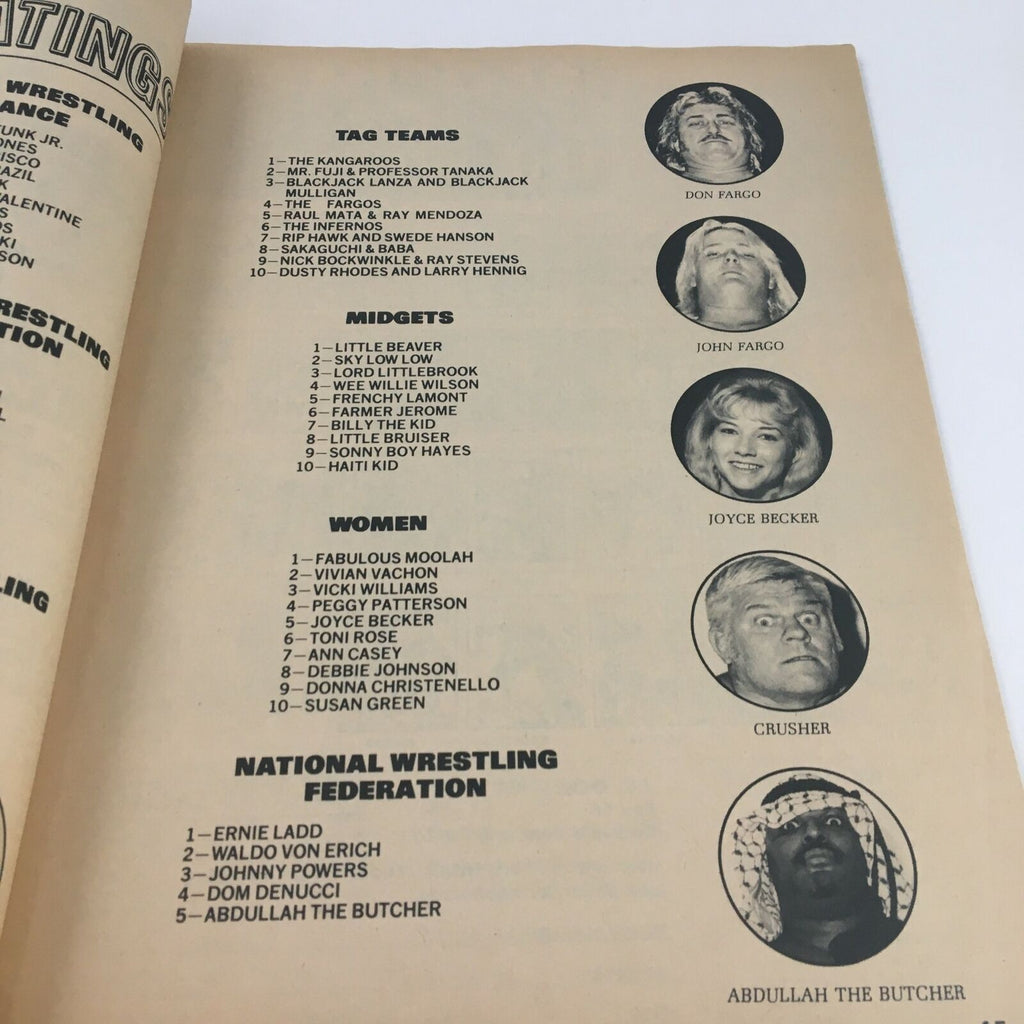 ATINGS
WRESTLING
ANCE
FUNK JR.
ONES
ISCO
AZIL
K
VALENTINE
S
OS
KI
SON
RESTLING
TION
L
LING
TAG TEAMS
1—THE KANGAROOS
2—MR. FUJI & PROFESSOR TANAKA
3—BLACKJACK LANZA AND BLACKJACK
MULLIGAN
4—THE FARGOS
5—RAUL MATA & RAY MENDOZA
6—THE INFERNOS
7—RIP HAWK AND SWEDE HANSON
8—SAKAGUCHI & BABA
9—NICK BOCKWINKLE & RAY STEVENS
10—DUSTY RHODES AND LARRY HENNIG
MIDGETS
1—LITTLE BEAVER
2—SKY LOW LOW
3—LORD LITTLEBROOK
4—WEE WILLIE WILSON
5—FRENCHY LAMONT
6—FARMER JEROME
7—BILLY THE KID
8—LITTLE BRUISER
9—SONNY BOY HAYES
10—HAITI KID
WOMEN
1—FABULOUS MOOLAH
2—VIVIAN VACHON
3—VICKI WILLIAMS
4—PEGGY PATTERSON
5—JOYCE BECKER
6—TONI ROSE
7—ANN CASEY
8—DEBBIE JOHNSON
9—DONNA CHRISTENELLO
10—SUSAN GREEN
NATIONAL WRESTLING
FEDERATION
1—ERNIE LADD
2—WALDO VON ERICH
3—JOHNNY POWERS
4—DOM DENUCCI
5—ABDULLAH THE BUTCHER
DON FARGO
JOHN FARGO
JOYCE BECKER
CRUSHER
ABDULLAH THE BUTCHER